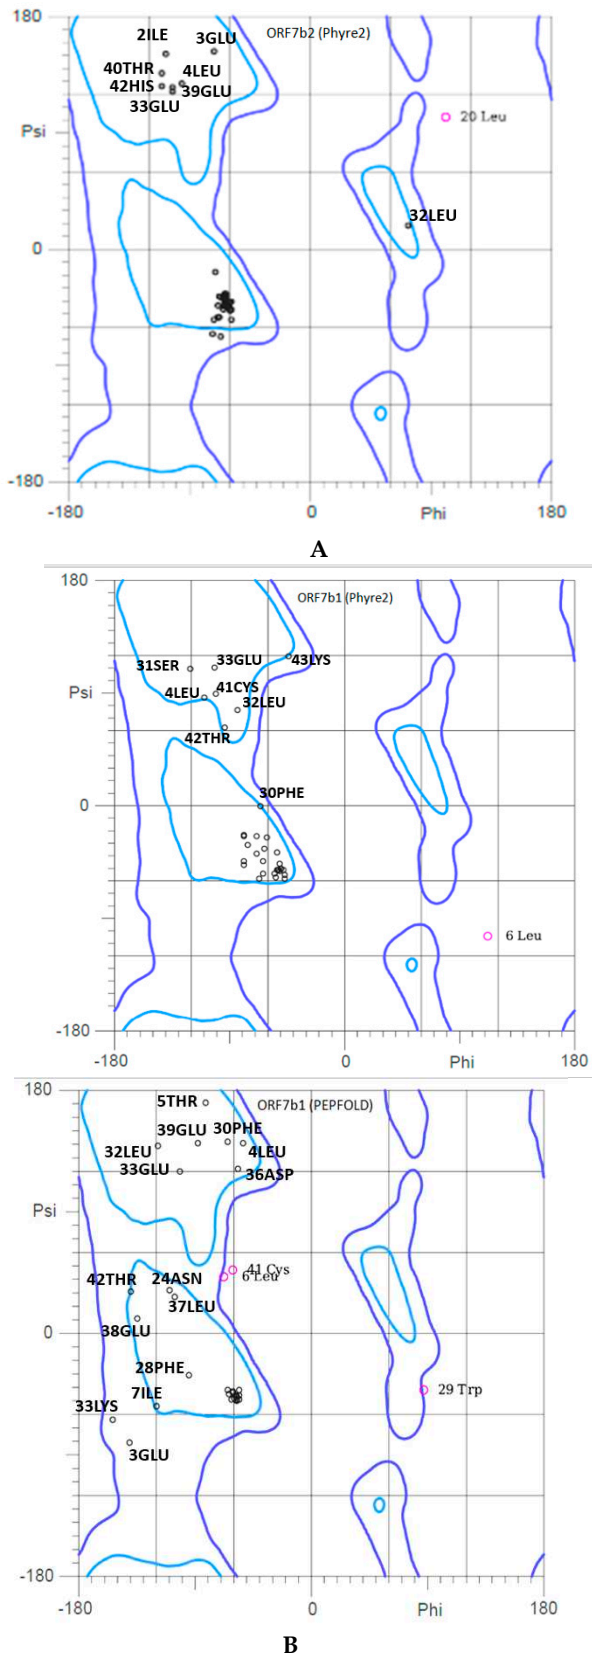 180
ORF7b2 (Phyre2)
2ILE 3GLU
40THR 4LEU
42HIS 39GLU
33GLU
20 Leu
Psi
32LEU
0
-180
-180 0 Phi 180
A
180
ORF7b1 (Phyre2)
31SER 33GLU 43LYS
4LEU 41CYS
32LEU
Psi
42THR
30PHE
0
6 Leu
-180
-180 0 Phi 180
180
5THR ORF7b1 (PEPFOLD)
39GLU 30PHE
32LEU 4LEU
33GLU 36ASP
Psi
41 Cys
6 Leu
42THR 24ASN
37LEU
0
38GLU
28PHE
7ILE 29 Trp
33LYS
3GLU
-180
-180 0 Phi 180
B